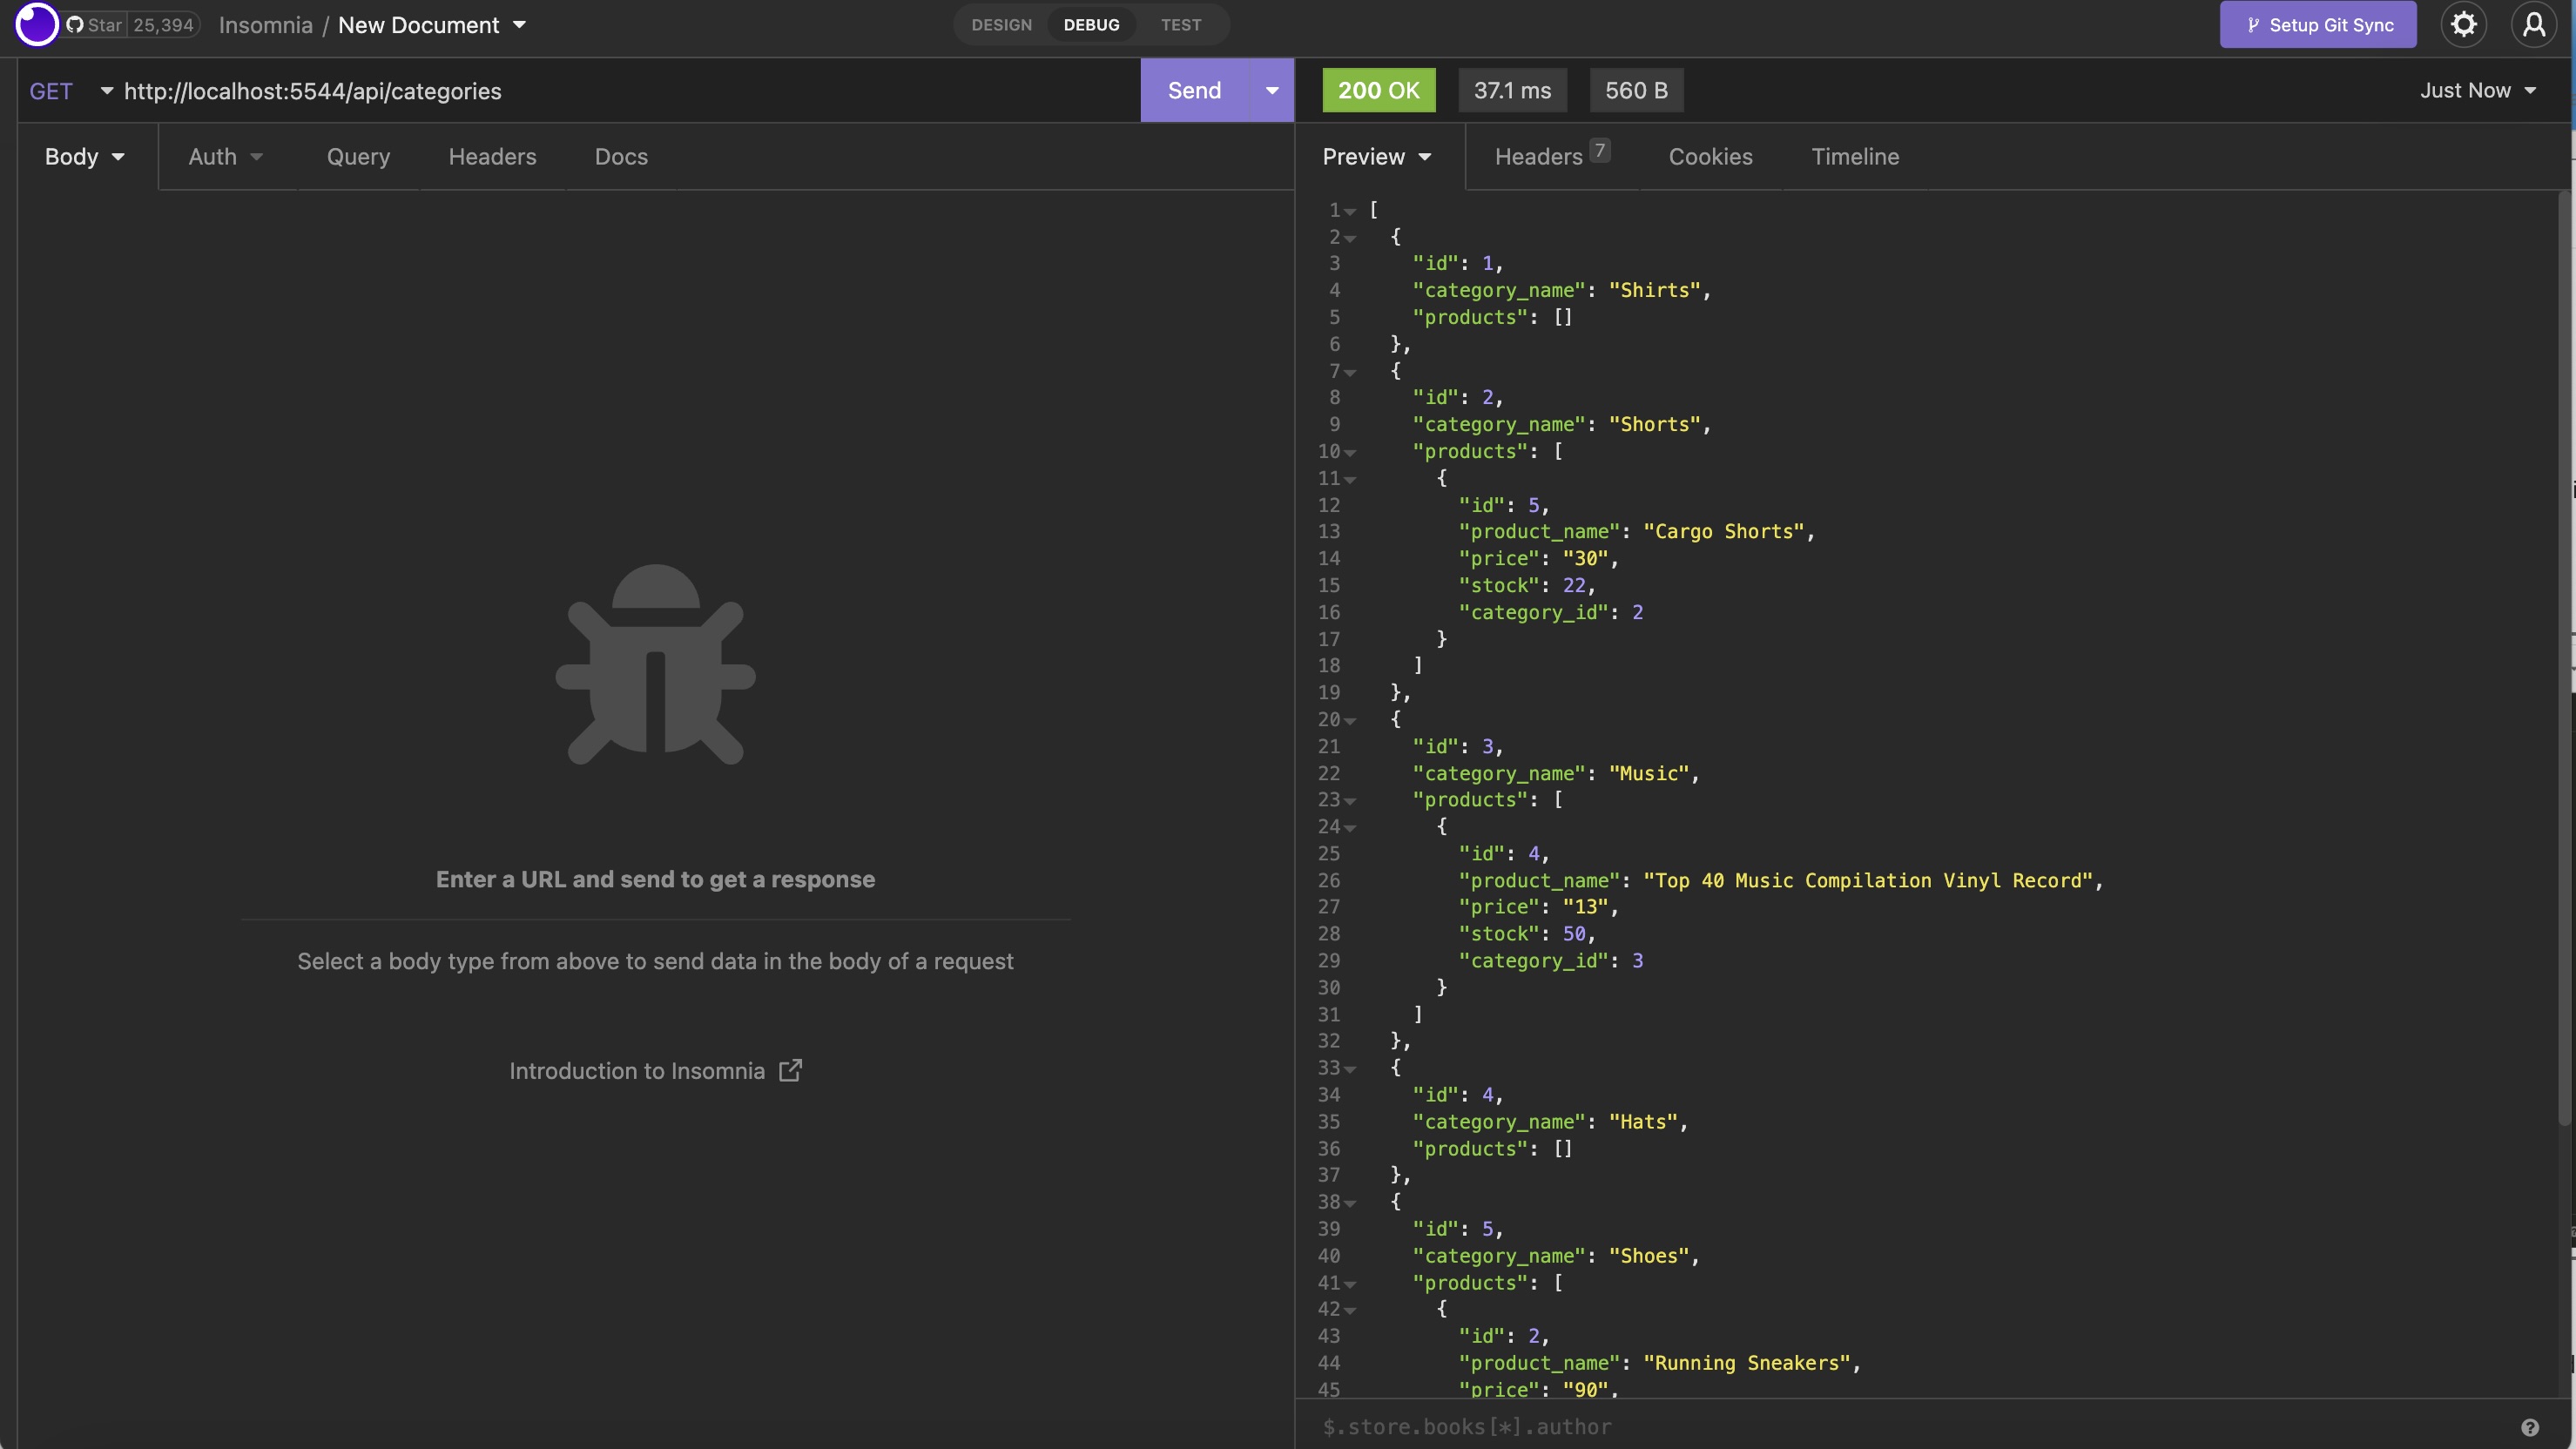 Star 25,394 Insomnia / New Document DESIGN DEBUG TEST Setup Git Sync
GET http://localhost:5544/api/categories Send 200 OK 37.1 ms 560 B Just Now
Body Auth Query Headers Docs Preview Headers 7 Cookies Timeline
Enter a URL and send to get a response
Select a body type from above to send data in the body of a request
Introduction to Insomnia
1 [
2 {
3 "id": 1,
4 "category_name": "Shirts",
5 "products": []
6 },
7 {
8 "id": 2,
9 "category_name": "Shorts",
10 "products": [
11 {
12 "id": 5,
13 "product_name": "Cargo Shorts",
14 "price": "30",
15 "stock": 22,
16 "category_id": 2
17 }
18 ]
19 },
20 {
21 "id": 3,
22 "category_name": "Music",
23 "products": [
24 {
25 "id": 4,
26 "product_name": "Top 40 Music Compilation Vinyl Record",
27 "price": "13",
28 "stock": 50,
29 "category_id": 3
30 }
31 ]
32 },
33 {
34 "id": 4,
35 "category_name": "Hats",
36 "products": []
37 },
38 {
39 "id": 5,
40 "category_name": "Shoes",
41 "products": [
42 {
43 "id": 2,
44 "product_name": "Running Sneakers",
45 "price": "90",
$.store.books[*].author